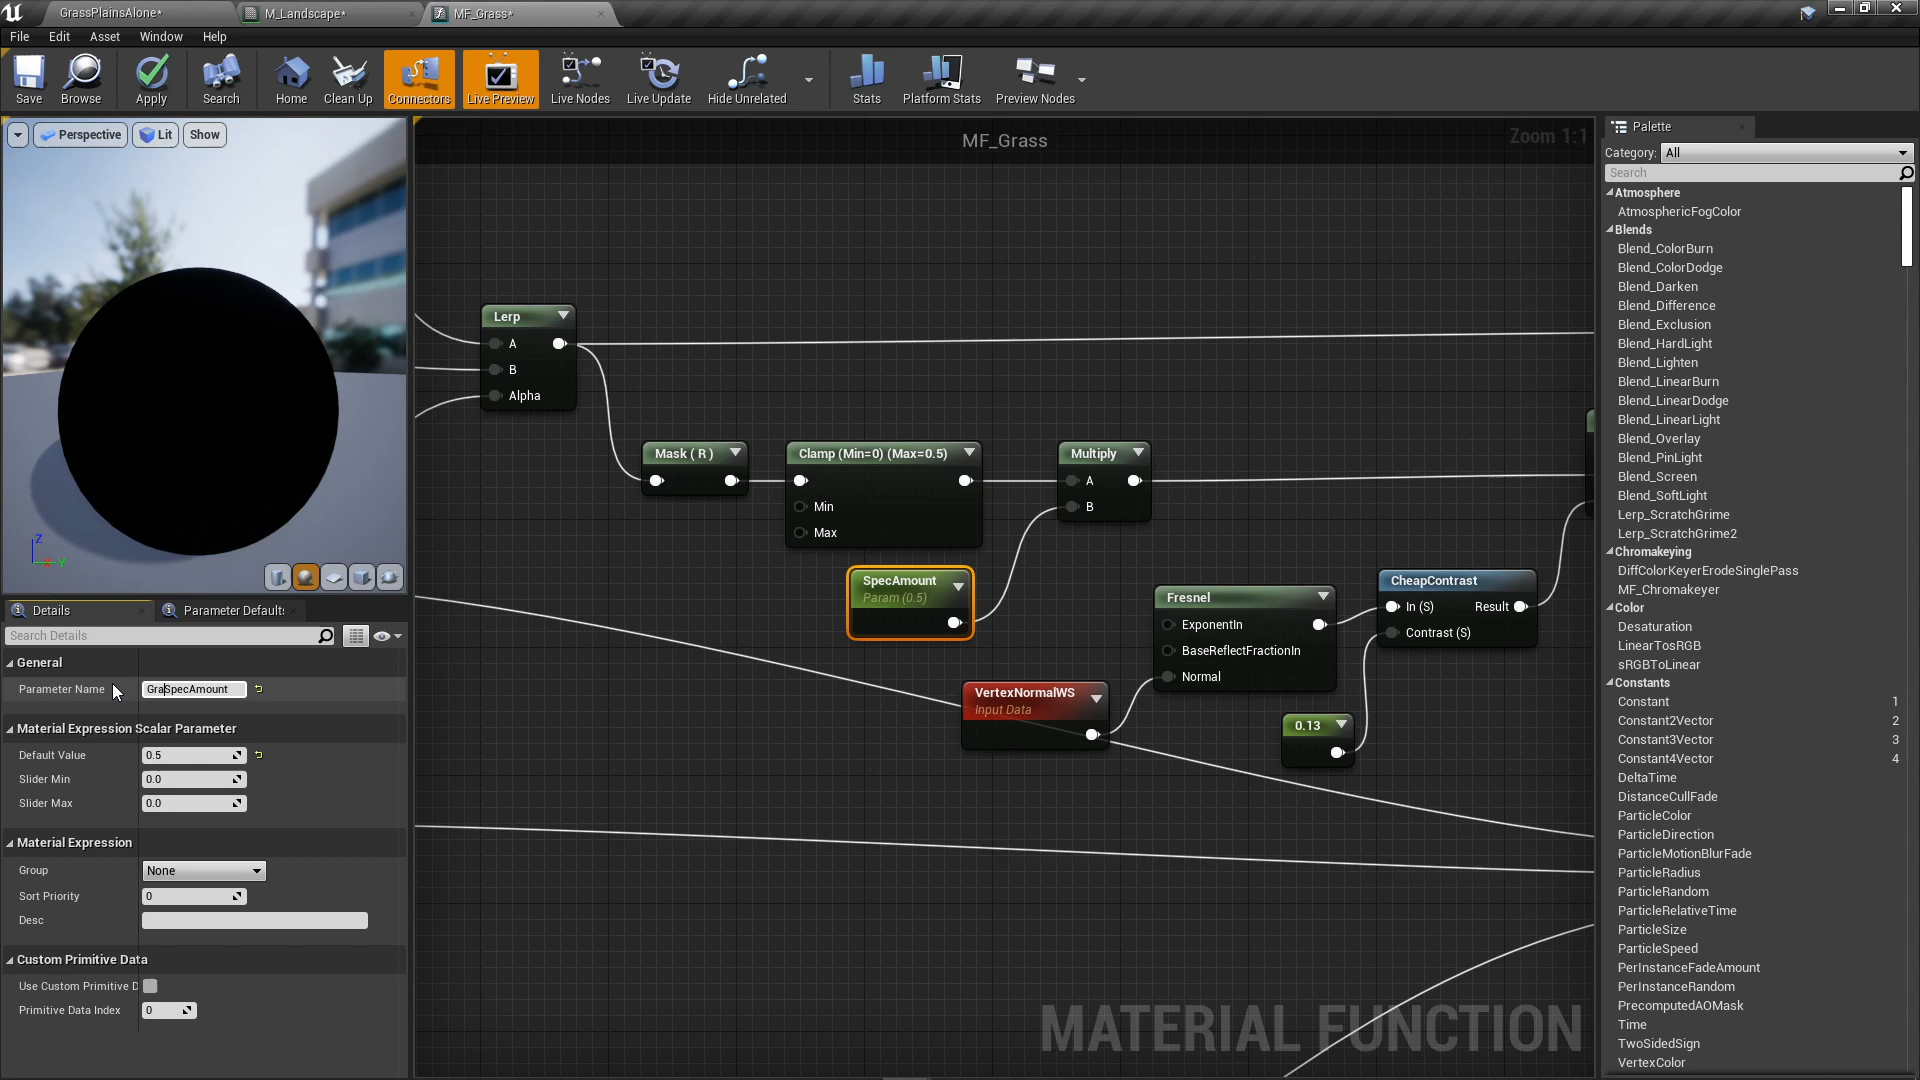 GrassPlainsAlone*
M_Landscape*
MF_Grass*
File
Edit
Asset
Window
Help
Save
Browse
Apply
Search
Home
Clean Up
Connectors
Live Preview
Live Nodes
Live Update
Hide Unrelated
Stats
Platform Stats
Preview Nodes
Perspective
Lit
Show
Z
Y
MF_Grass
Zoom 1:1
Lerp
A
B
Alpha
Mask ( R )
Clamp (Min=0) (Max=0.5)
Min
Max
Multiply
A
B
SpecAmount
Param (0.5)
Fresnel
ExponentIn
BaseReflectFractionIn
Normal
CheapContrast
In (S)
Result
Contrast (S)
VertexNormalWS
Input Data
0.13
MATERIAL FUNCTION
Details
Parameter Defaults
Search Details
General
Parameter Name
GraSpecAmount
Material Expression Scalar Parameter
Default Value
0.5
Slider Min
0.0
Slider Max
0.0
Material Expression
Group
None
Sort Priority
0
Desc
Custom Primitive Data
Use Custom Primitive D
Primitive Data Index
0
Palette
Category:
All
Search
Atmosphere
AtmosphericFogColor
Blends
Blend_ColorBurn
Blend_ColorDodge
Blend_Darken
Blend_Difference
Blend_Exclusion
Blend_HardLight
Blend_Lighten
Blend_LinearBurn
Blend_LinearDodge
Blend_LinearLight
Blend_Overlay
Blend_PinLight
Blend_Screen
Blend_SoftLight
Lerp_ScratchGrime
Lerp_ScratchGrime2
Chromakeying
DiffColorKeyerErodeSinglePass
MF_Chromakeyer
Color
Desaturation
LinearTosRGB
sRGBToLinear
Constants
Constant 1
Constant2Vector 2
Constant3Vector 3
Constant4Vector 4
DeltaTime
DistanceCullFade
ParticleColor
ParticleDirection
ParticleMotionBlurFade
ParticleRadius
ParticleRandom
ParticleRelativeTime
ParticleSize
ParticleSpeed
PerInstanceFadeAmount
PerInstanceRandom
PrecomputedAOMask
Time
TwoSidedSign
VertexColor